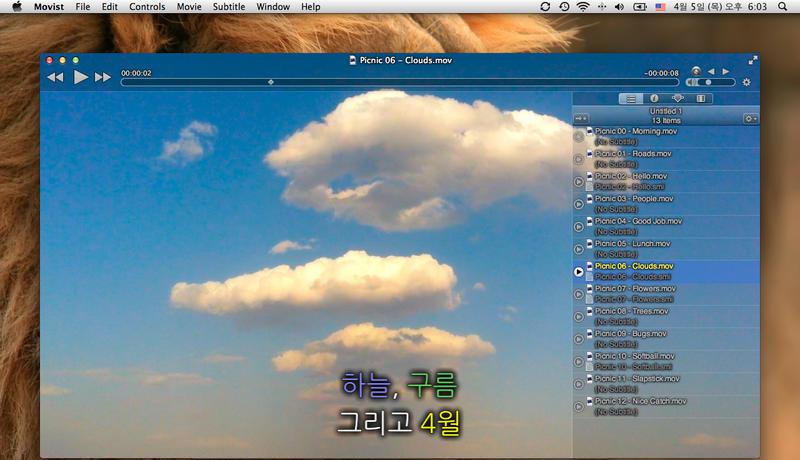 Movist File Edit Controls Movie Subtitle Window Help 4월 5일 (목) 오후 6:03
Picnic 06 – Clouds.mov
00:00:02 -00:00:08
Untitled 1
13 Items
Picnic 00 - Morning.mov
(No Subtitle)
Picnic 01 - Roads.mov
(No Subtitle)
Picnic 02 - Hello.mov
Picnic 02 - Hello.smi
Picnic 03 - People.mov
(No Subtitle)
Picnic 04 - Good Job.mov
(No Subtitle)
Picnic 05 - Lunch.mov
(No Subtitle)
Picnic 06 - Clouds.mov
Picnic 06 - Clouds.smi
Picnic 07 - Flowers.mov
Picnic 07 - Flowers.smi
Picnic 08 - Trees.mov
(No Subtitle)
Picnic 09 - Bugs.mov
(No Subtitle)
Picnic 10 - Softball.mov
Picnic 10 - Softball.smi
Picnic 11 - Slapstick.mov
(No Subtitle)
Picnic 12 - Nice Catch.mov
(No Subtitle)
하늘, 구름
그리고 4월